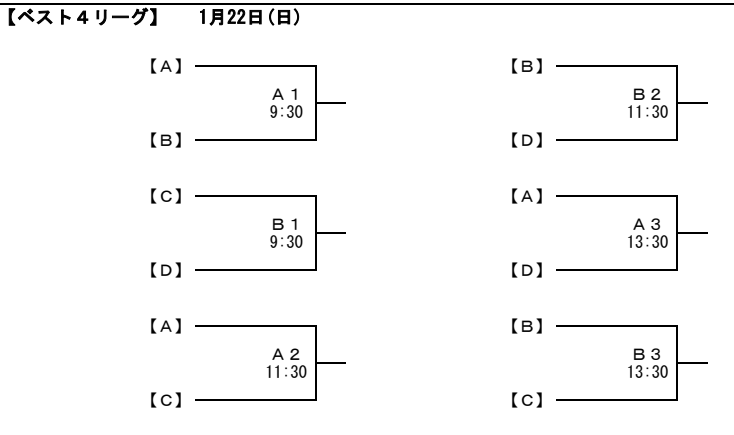 【ベスト４リーグ】　　1月22日(日)
【Ａ】
Ａ１
9:30
【Ｂ】
【Ｃ】
Ｂ１
9:30
【Ｄ】
【Ａ】
Ａ２
11:30
【Ｃ】
【Ｂ】
Ｂ２
11:30
【Ｄ】
【Ａ】
Ａ３
13:30
【Ｄ】
【Ｂ】
Ｂ３
13:30
【Ｃ】